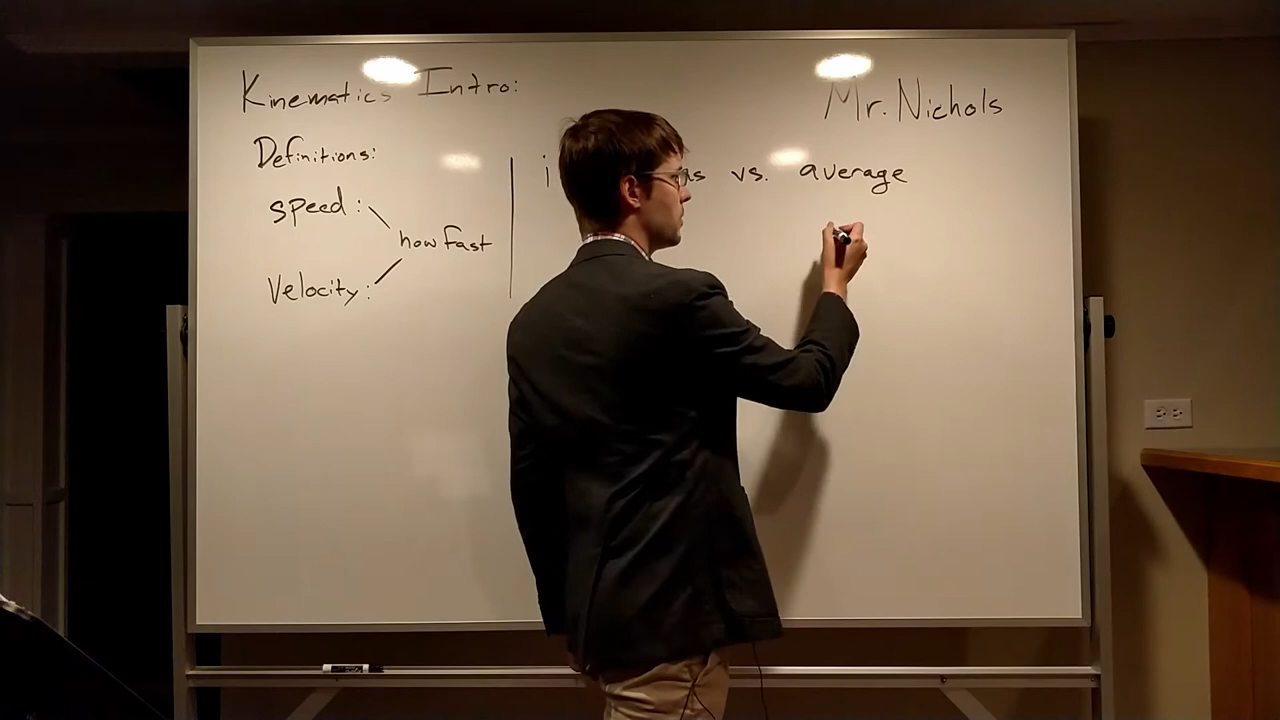 Kinematics Intro:
Mr. Nichols
Definitions:
speed:
how fast
Velocity:
vs. average